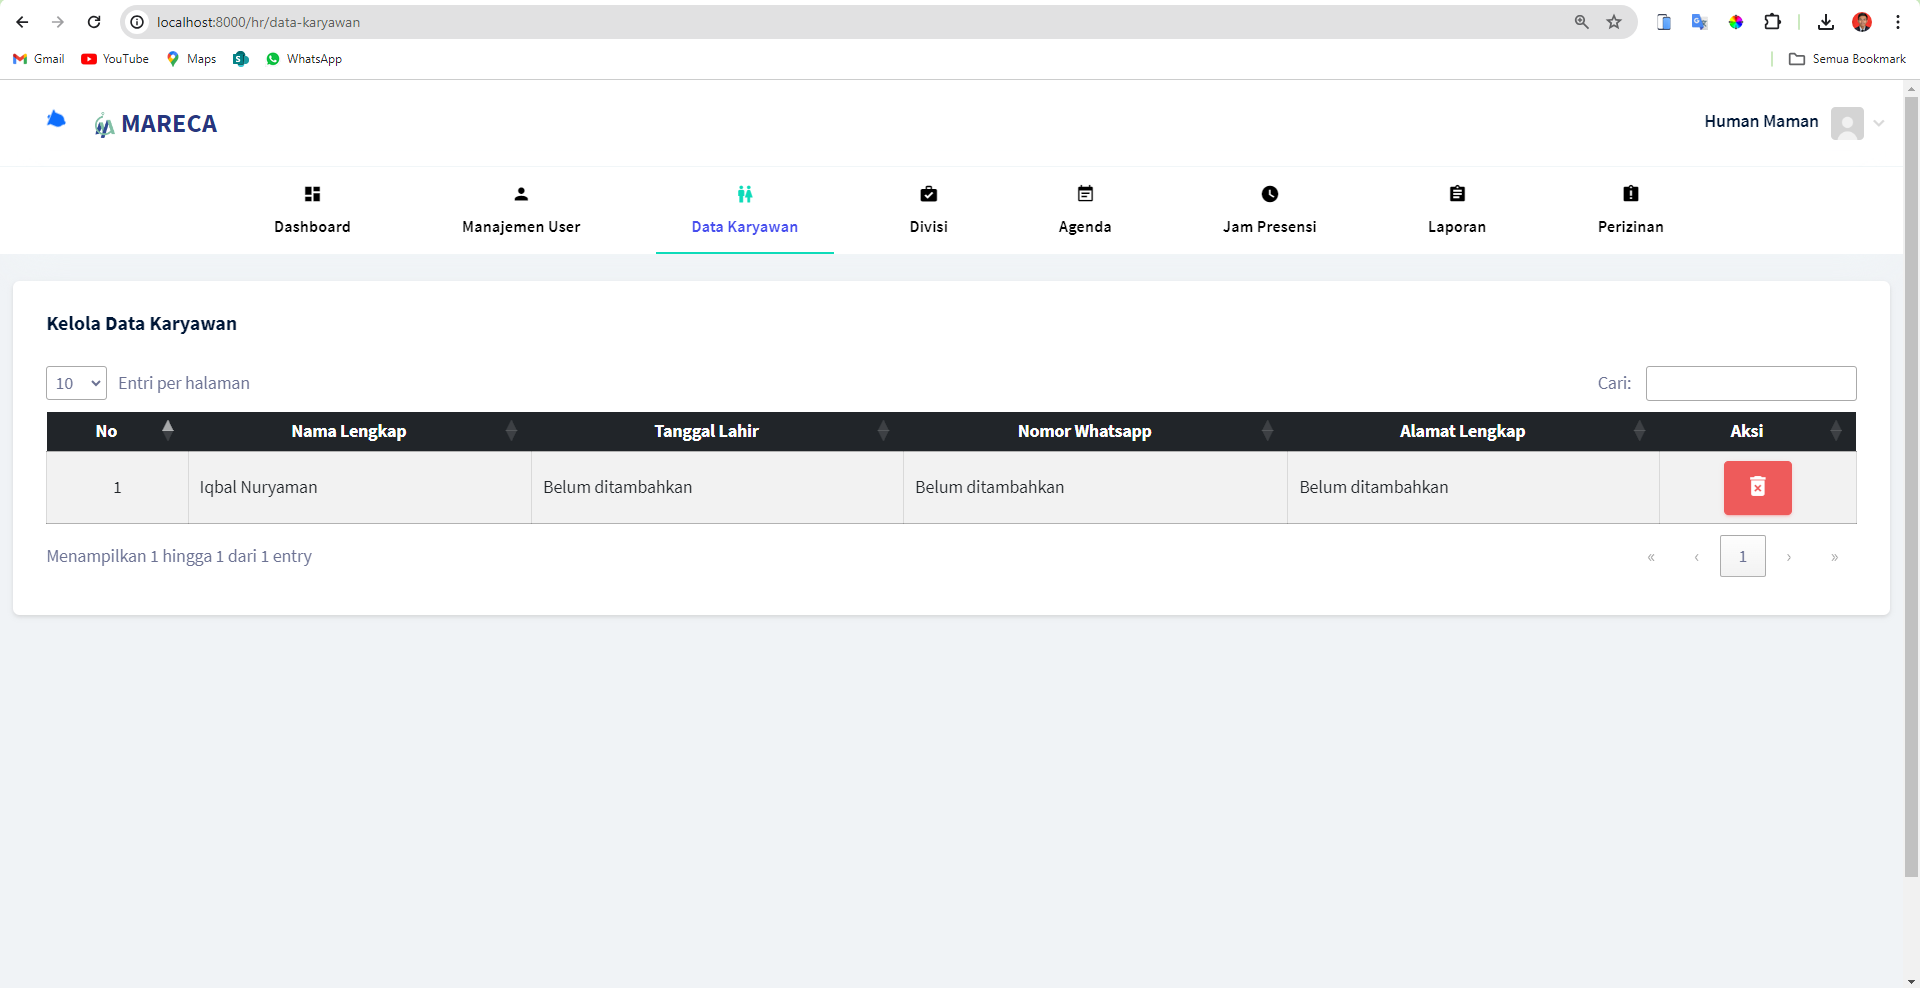 localhost:8000/hr/data-karyawan
Gmail YouTube Maps WhatsApp Semua Bookmark
MARECA Human Maman
Dashboard Manajemen User Data Karyawan Divisi Agenda Jam Presensi Laporan Perizinan
Kelola Data Karyawan
10 Entri per halaman Cari:
No Nama Lengkap Tanggal Lahir Nomor Whatsapp Alamat Lengkap Aksi
1 Iqbal Nuryaman Belum ditambahkan Belum ditambahkan Belum ditambahkan
Menampilkan 1 hingga 1 dari 1 entry « ‹ 1 › »